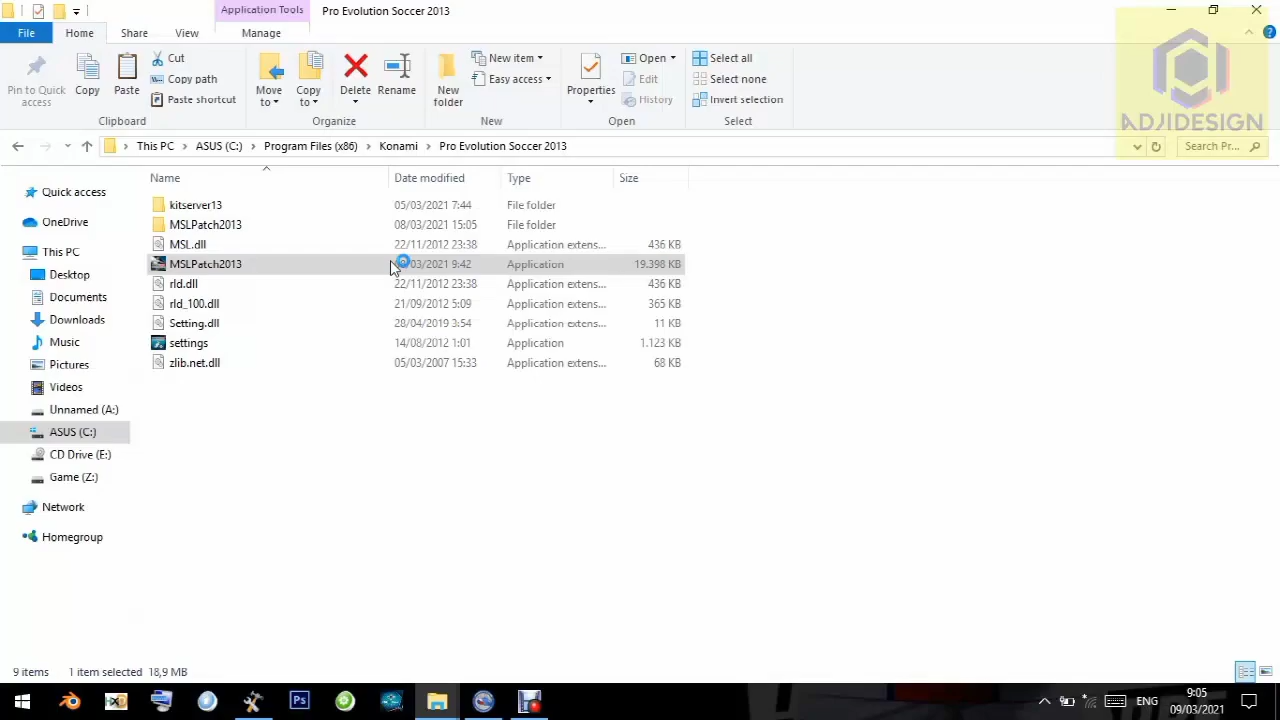 Application Tools Pro Evolution Soccer 2013
File Home Share View Manage
Pin to Quick access
Copy
Paste
Cut
Copy path
Paste shortcut
Clipboard
Move to
Copy to
Delete
Rename
Organize
New folder
New item
Easy access
New
Properties
Open
Edit
History
Open
Select all
Select none
Invert selection
Select
ADJIDESIGN
This PC > ASUS (C:) > Program Files (x86) > Konami > Pro Evolution Soccer 2013
Search Pr...
Quick access
OneDrive
This PC
Desktop
Documents
Downloads
Music
Pictures
Videos
Unnamed (A:)
ASUS (C:)
CD Drive (E:)
Game (Z:)
Network
Homegroup
Name Date modified Type Size
kitserver13 05/03/2021 7:44 File folder
MSLPatch2013 08/03/2021 15:05 File folder
MSL.dll 22/11/2012 23:38 Application extens... 436 KB
MSLPatch2013 /03/2021 9:42 Application 19.398 KB
rld.dll 22/11/2012 23:38 Application extens... 436 KB
rld_100.dll 21/09/2012 5:09 Application extens... 365 KB
Setting.dll 28/04/2019 3:54 Application extens... 11 KB
settings 14/08/2012 1:01 Application 1.123 KB
zlib.net.dll 05/03/2007 15:33 Application extens... 68 KB
9 items 1 item selected 18,9 MB
Ps
ENG
9:05
09/03/2021